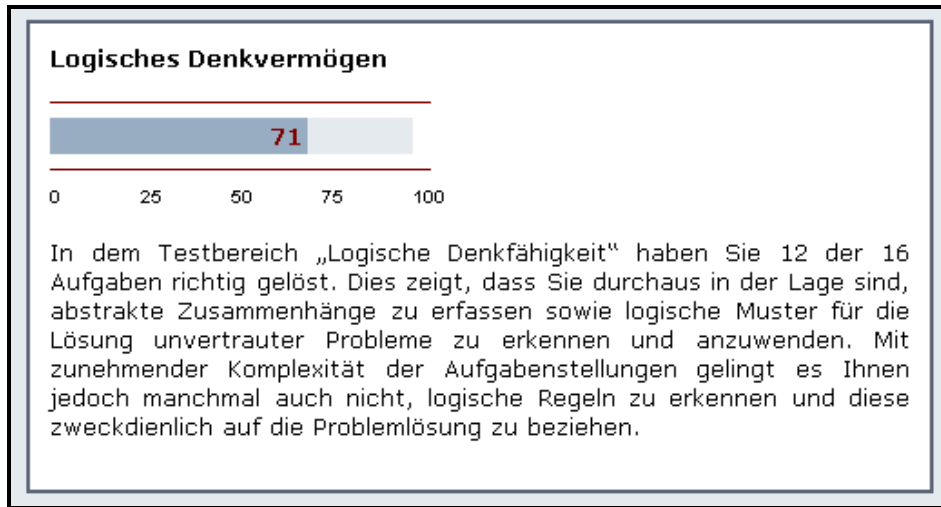 Logisches Denkvermögen
71
0 25 50 75 100
In dem Testbereich „Logische Denkfähigkeit“ haben Sie 12 der 16
Aufgaben richtig gelöst. Dies zeigt, dass Sie durchaus in der Lage sind,
abstrakte Zusammenhänge zu erfassen sowie logische Muster für die
Lösung unvertrauter Probleme zu erkennen und anzuwenden. Mit
zunehmender Komplexität der Aufgabenstellungen gelingt es Ihnen
jedoch manchmal auch nicht, logische Regeln zu erkennen und diese
zweckdienlich auf die Problemlösung zu beziehen.